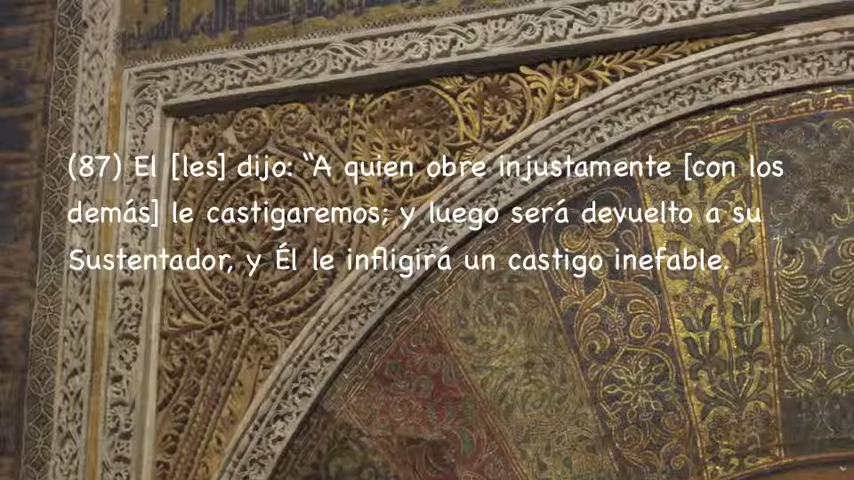 (87) El [les] dijo: “A quien obre injustamente [con los
demás] le castigaremos; y luego será devuelto a su
Sustentador, y Él le infligirá un castigo inefable.